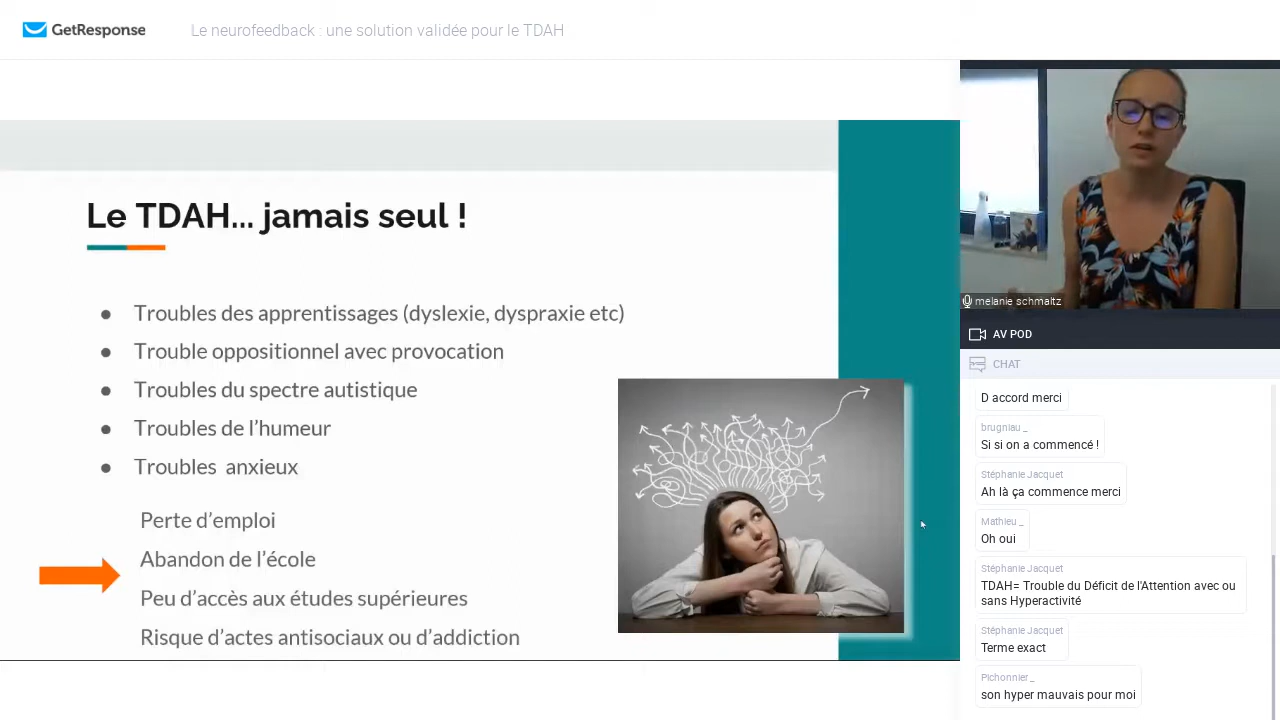 GetResponse
Le neurofeedback : une solution validée pour le TDAH
Le TDAH... jamais seul !
● Troubles des apprentissages (dyslexie, dyspraxie etc)
● Trouble oppositionnel avec provocation
● Troubles du spectre autistique
● Troubles de l’humeur
● Troubles anxieux
Perte d’emploi
Abandon de l’école
Peu d’accès aux études supérieures
Risque d’actes antisociaux ou d’addiction
melanie schmaltz
AV POD
CHAT
D accord merci
brugniau _
Si si on a commencé !
Stéphanie Jacquet
Ah là ça commence merci
Mathieu _
Oh oui
Stéphanie Jacquet
TDAH= Trouble du Déficit de l'Attention avec ou
sans Hyperactivité
Stéphanie Jacquet
Terme exact
Pichonnier _
son hyper mauvais pour moi